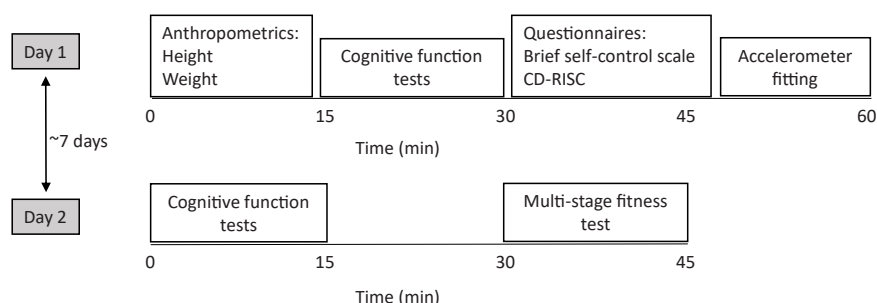 Day 1
Anthropometrics:
Height
Weight
Cognitive function
tests
Questionnaires:
Brief self-control scale
CD-RISC
Accelerometer
fitting
0 15 30 45 60
Time (min)
~7 days
Day 2
Cognitive function
tests
Multi-stage fitness
test
0 15 30 45
Time (min)